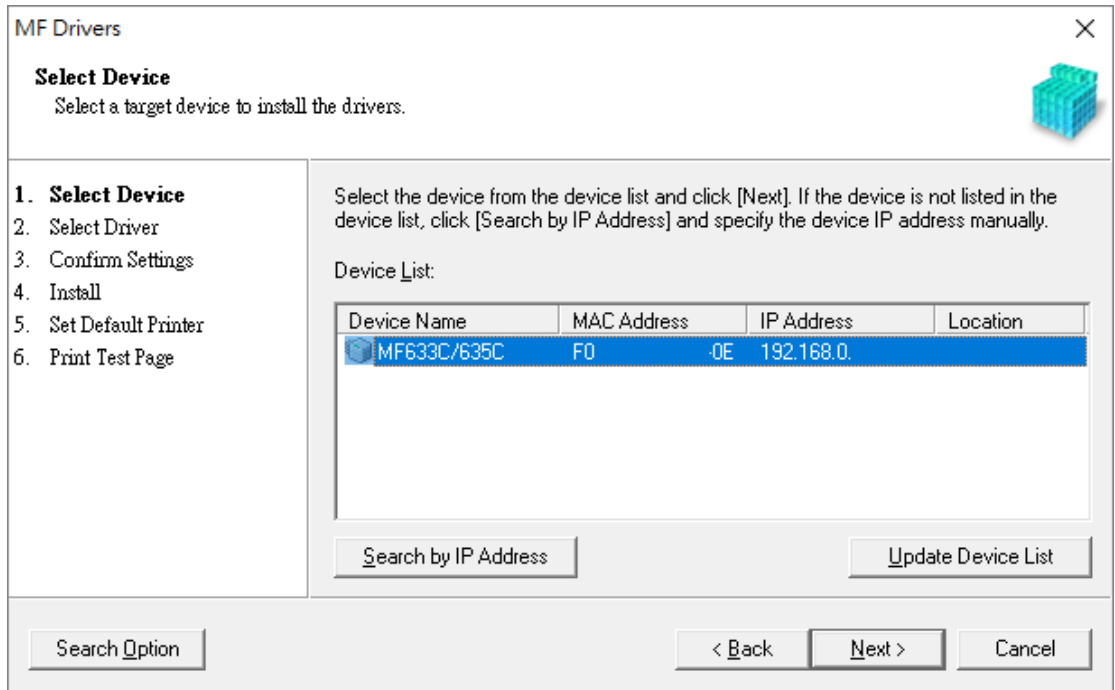 MF Drivers
Select Device
Select a target device to install the drivers.
1. Select Device
2. Select Driver
3. Confirm Settings
4. Install
5. Set Default Printer
6. Print Test Page
Select the device from the device list and click [Next]. If the device is not listed in the
device list, click [Search by IP Address] and specify the device IP address manually.
Device List:
Device Name MAC Address IP Address Location
MF633C/635C F0 -0E 192.168.0.
Search by IP Address Update Device List
Search Option < Back Next > Cancel